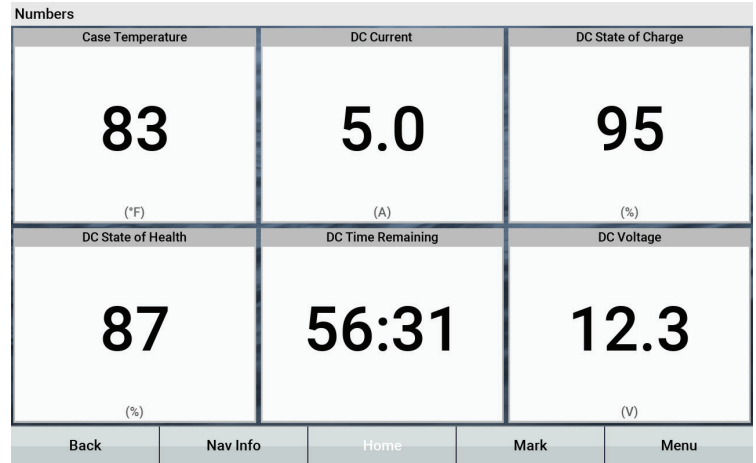 Numbers
Case Temperature
83
(°F)
DC Current
5.0
(A)
DC State of Charge
95
(%)
DC State of Health
87
(%)
DC Time Remaining
56:31
DC Voltage
12.3
(V)
Back
Nav Info
Home
Mark
Menu